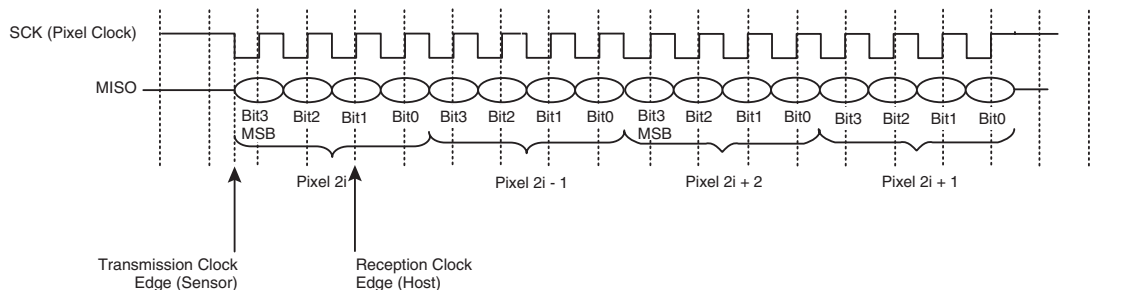 SCK (Pixel Clock)
MISO
Bit3 Bit2 Bit1 Bit0 Bit3 Bit2 Bit1 Bit0 Bit3 Bit2 Bit1 Bit0 Bit3 Bit2 Bit1 Bit0
MSB MSB
Pixel 2i Pixel 2i - 1 Pixel 2i + 2 Pixel 2i + 1
Transmission Clock
Edge (Sensor)
Reception Clock
Edge (Host)